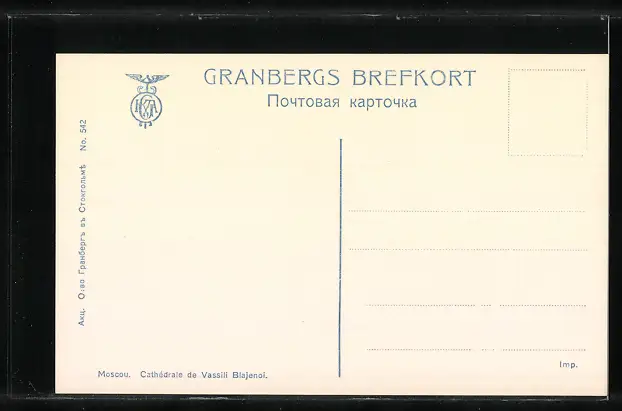 GRANBERGS BREFKORT
Почтовая карточка
Акц. О:во Гранбергъ въ Стокгольмѣ No. 542
Moscou. Cathédrale de Vassili Blajenoi.
Imp.